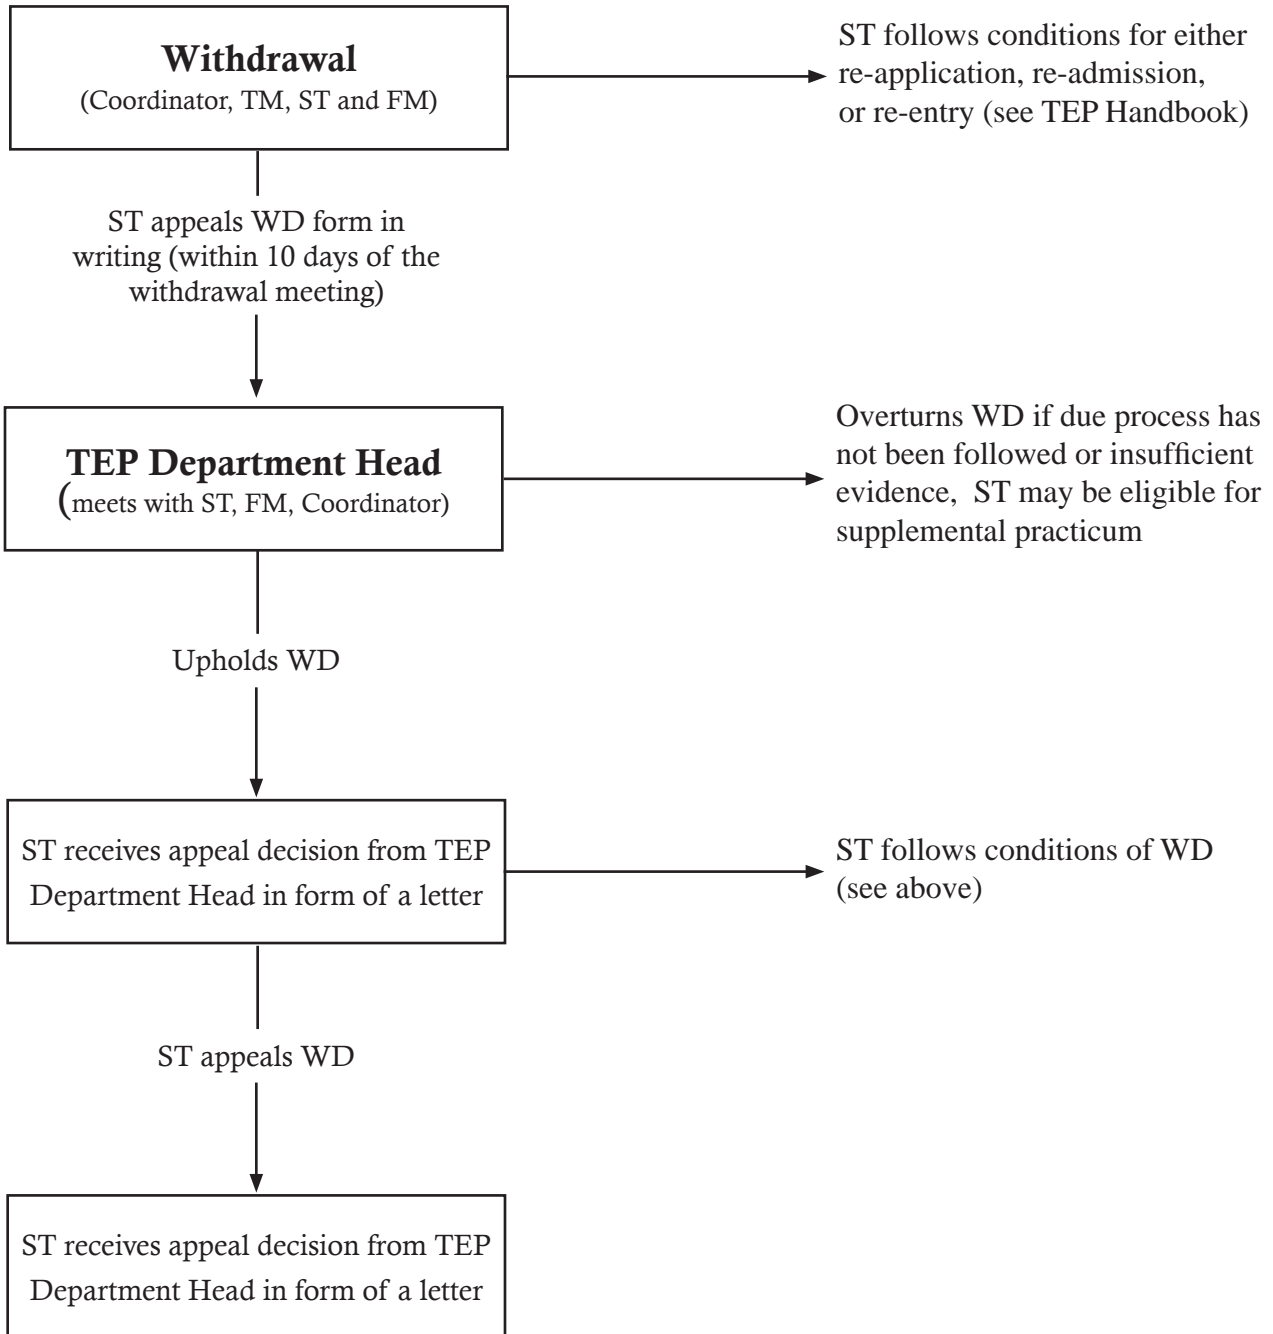 Withdrawal
(Coordinator, TM, ST and FM)
ST follows conditions for either
re-application, re-admission,
or re-entry (see TEP Handbook)
ST appeals WD form in
writing (within 10 days of the
withdrawal meeting)
TEP Department Head
(meets with ST, FM, Coordinator)
Overturns WD if due process has
not been followed or insufficient
evidence, ST may be eligible for
supplemental practicum
Upholds WD
ST receives appeal decision from TEP
Department Head in form of a letter
ST follows conditions of WD
(see above)
ST appeals WD
ST receives appeal decision from TEP
Department Head in form of a letter